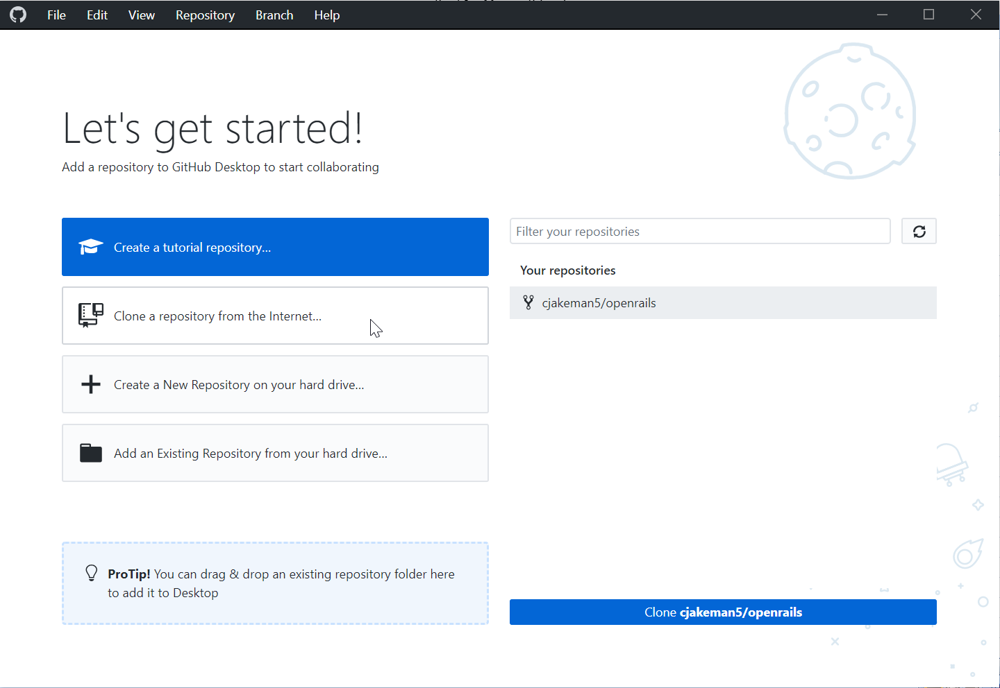 File Edit View Repository Branch Help
Let's get started!
Add a repository to GitHub Desktop to start collaborating
Create a tutorial repository...
Clone a repository from the Internet...
Create a New Repository on your hard drive...
Add an Existing Repository from your hard drive...
ProTip! You can drag & drop an existing repository folder here
to add it to Desktop
Filter your repositories
Your repositories
cjakeman5/openrails
Clone cjakeman5/openrails